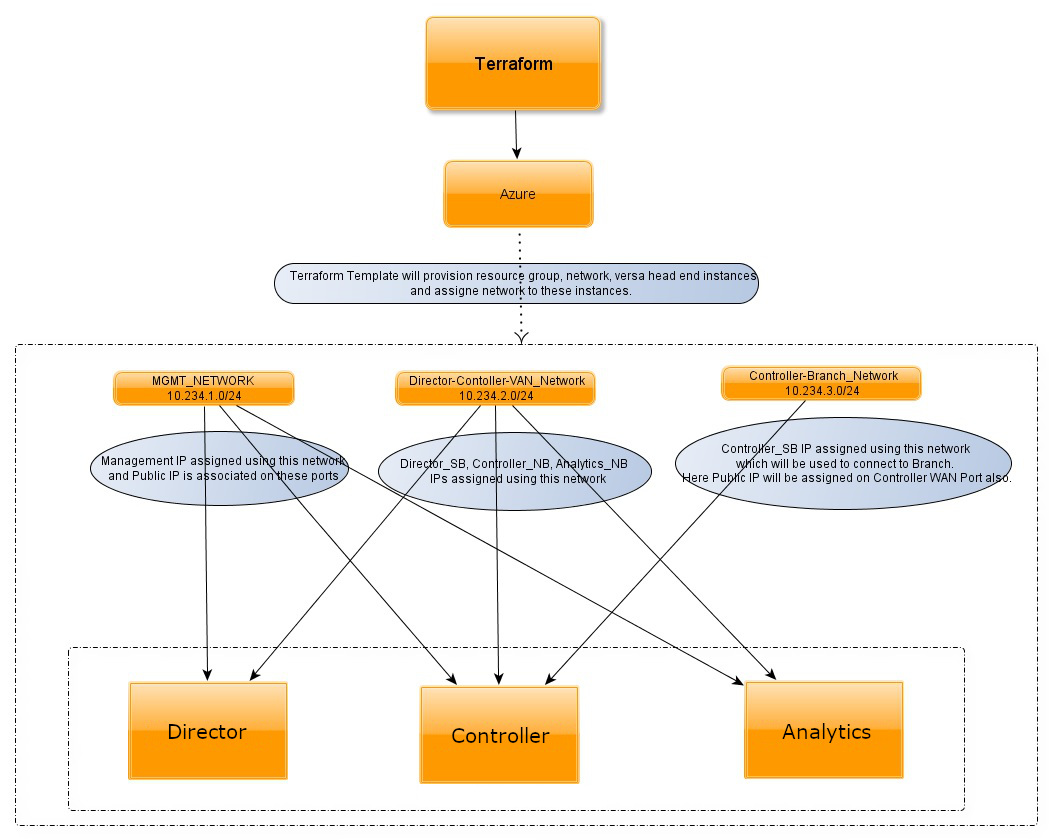 Terraform
Azure
Terraform Template will provision resource group, network, versa head end instances
and assigne network to these instances.
MGMT_NETWORK
10.234.1.0/24
Director-Contoller-VAN_Network
10.234.2.0/24
Controller-Branch_Network
10.234.3.0/24
Management IP assigned using this network
and Public IP is associated on these ports
Director_SB, Controller_NB, Analytics_NB
IPs assigned using this network
Controller_SB IP assigned using this network
which will be used to connect to Branch.
Here Public IP will be assigned on Controller WAN Port also.
Director
Controller
Analytics